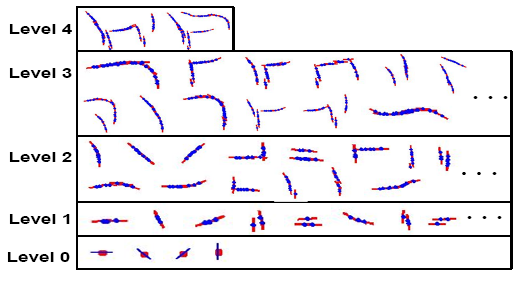 Level 4
Level 3
. . .
Level 2
. . .
Level 1
. . .
Level 0